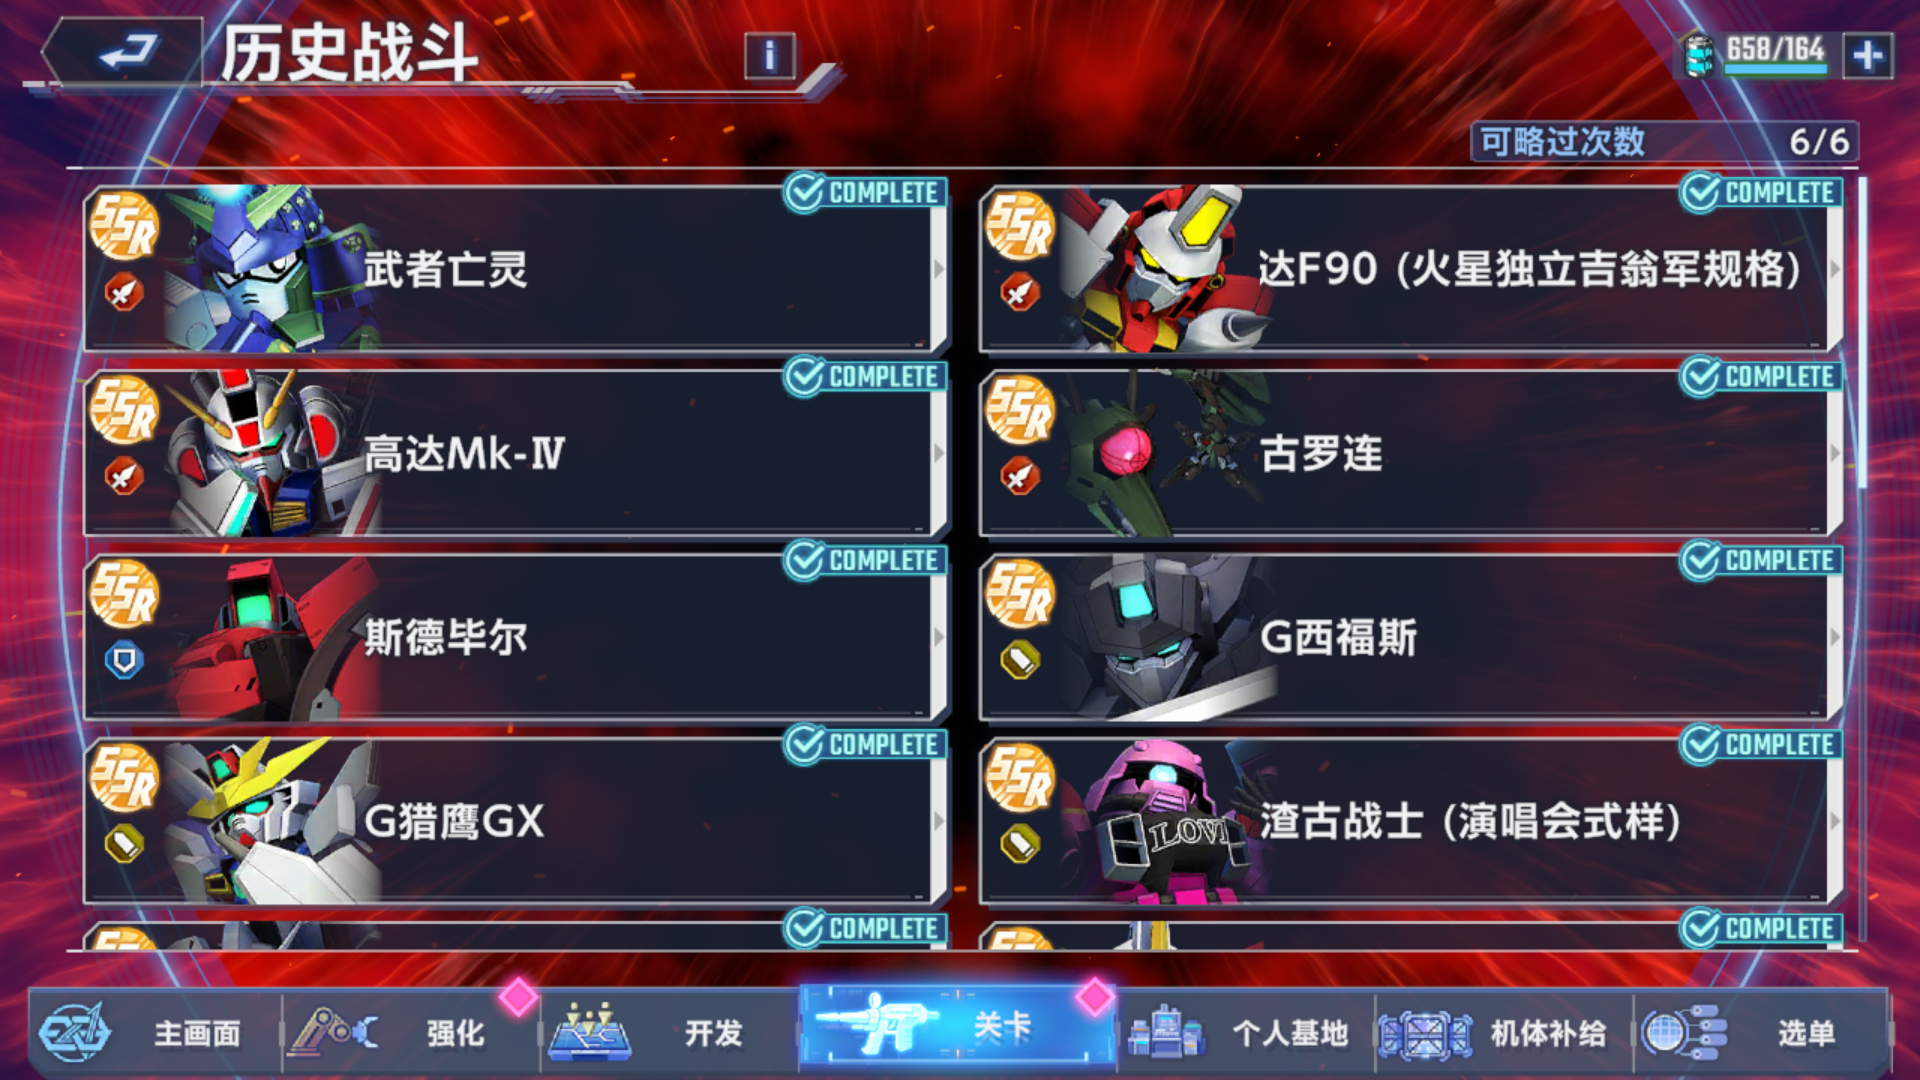 历史战斗
i
658/164
可略过次数 6/6
SSR 武者亡灵 COMPLETE
SSR 达F90 (火星独立吉翁军规格) COMPLETE
SSR 高达Mk-Ⅳ COMPLETE
SSR 古罗连 COMPLETE
SSR 斯德毕尔 COMPLETE
SSR G西福斯 COMPLETE
SSR G猎鹰GX COMPLETE
SSR 渣古战士 (演唱会式样) COMPLETE
COMPLETE
COMPLETE
主画面 强化 开发 关卡 个人基地 机体补给 选单